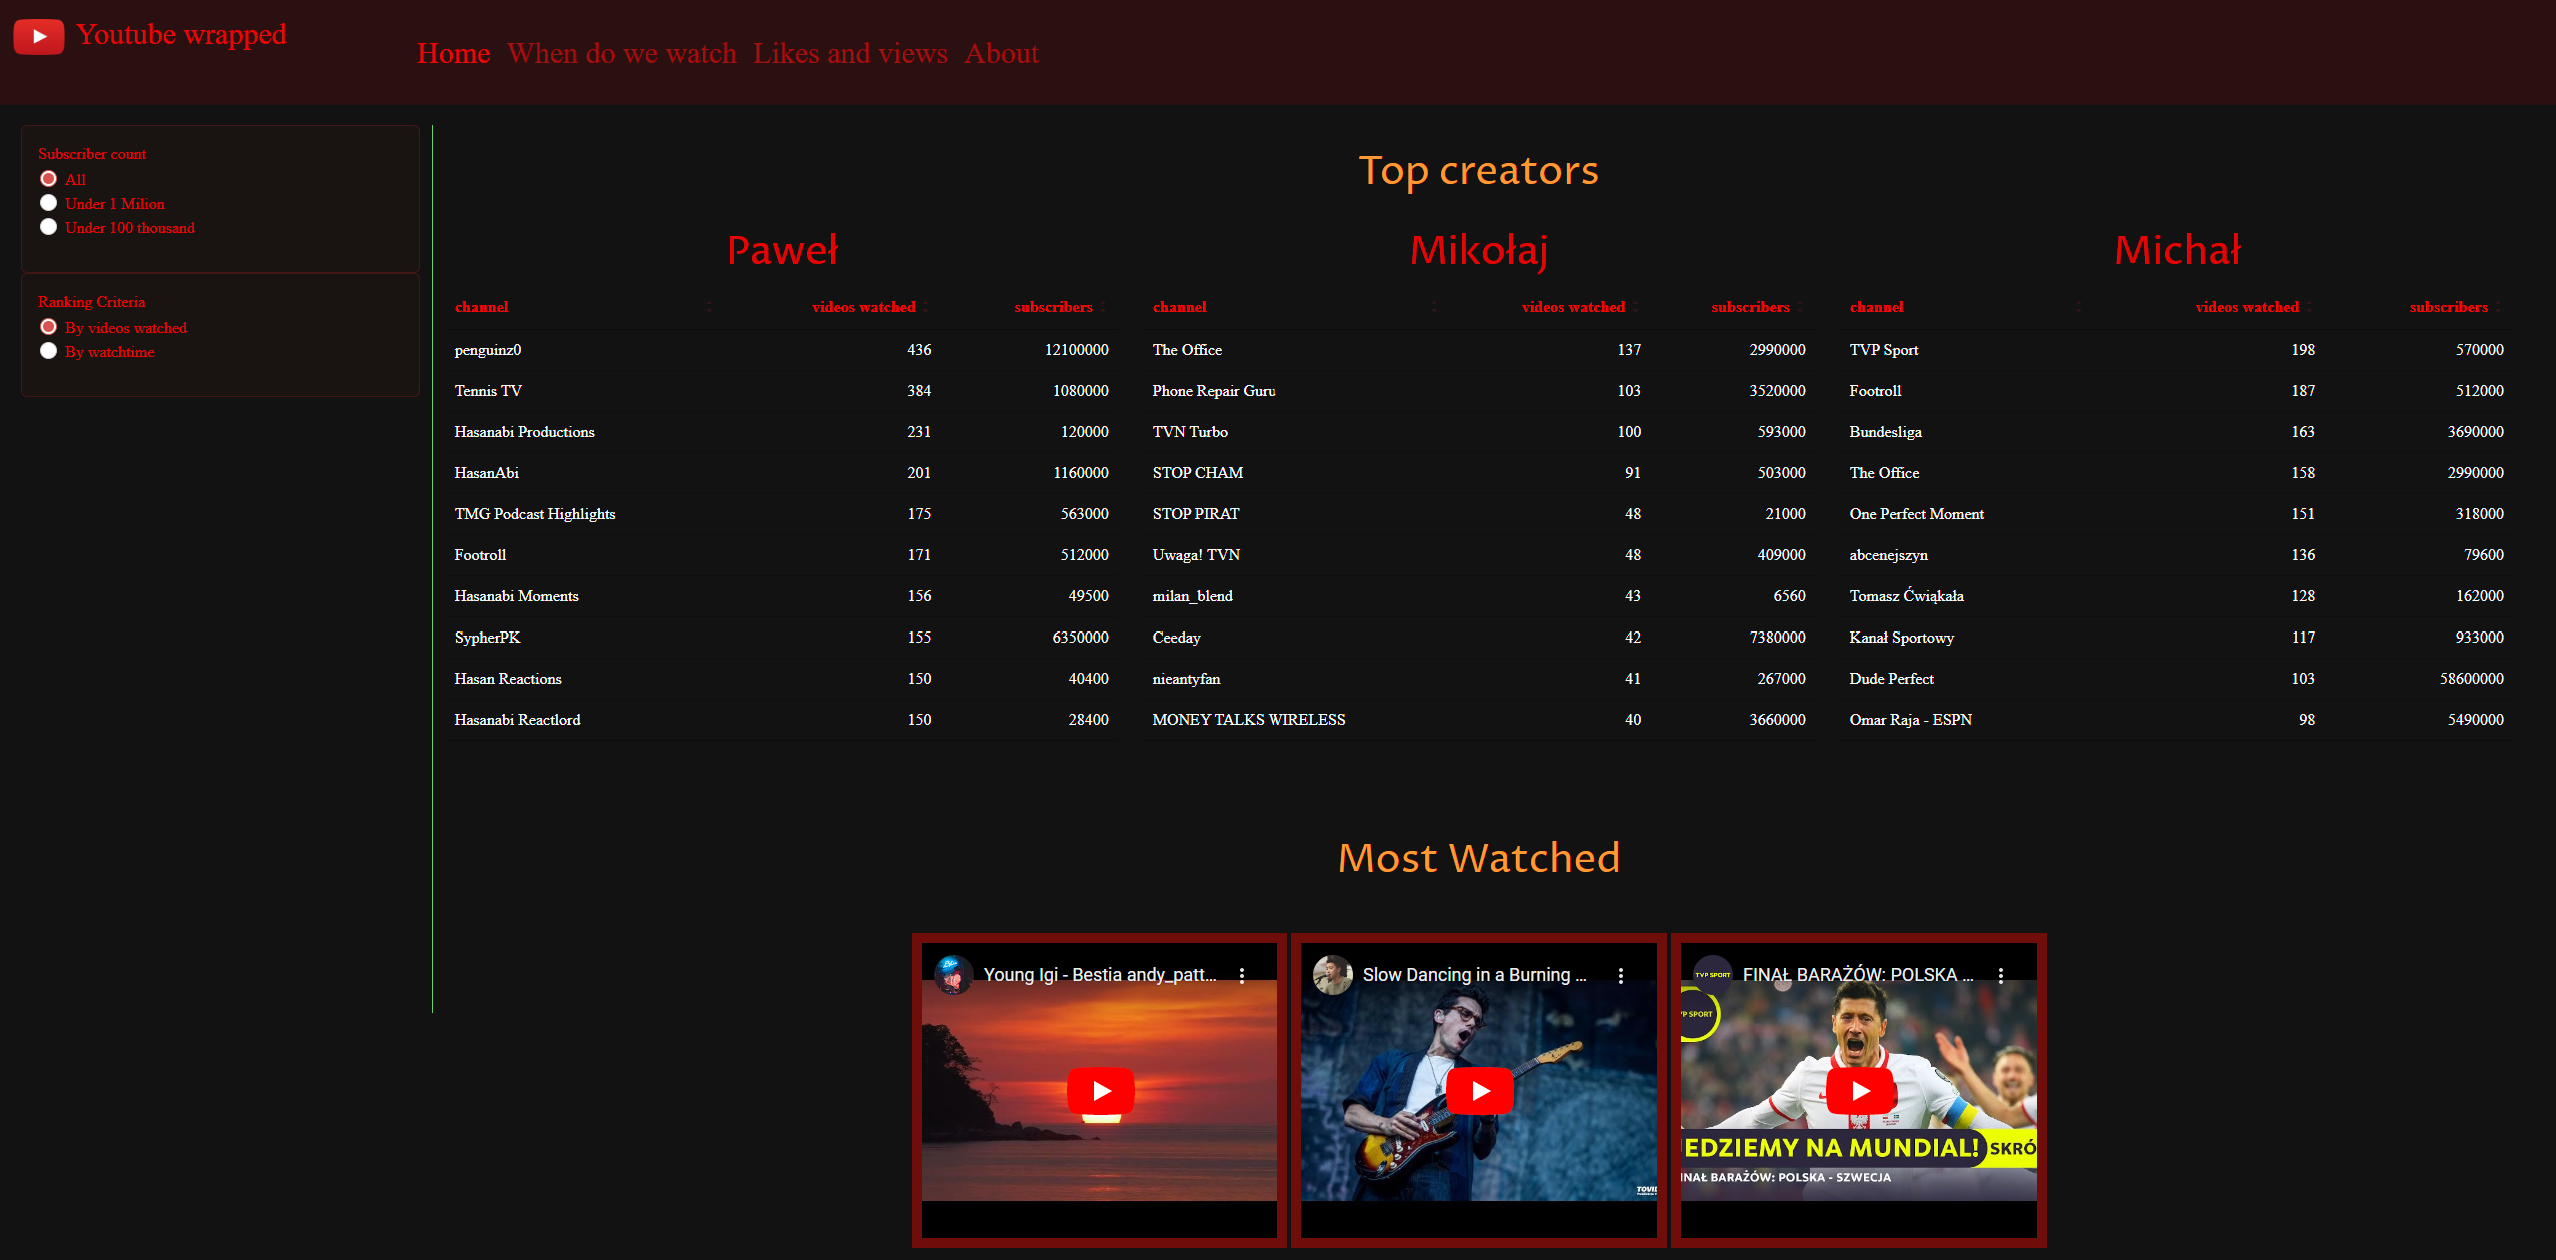 Youtube wrapped
Home When do we watch Likes and views About
Subscriber count
All
Under 1 Milion
Under 100 thousand
Ranking Criteria
By videos watched
By watchtime
Top creators
Paweł
channel videos watched subscribers
penguinz0 436 12100000
Tennis TV 384 1080000
Hasanabi Productions 231 120000
HasanAbi 201 1160000
TMG Podcast Highlights 175 563000
Footroll 171 512000
Hasanabi Moments 156 49500
SypherPK 155 6350000
Hasan Reactions 150 40400
Hasanabi Reactlord 150 28400
Mikołaj
channel videos watched subscribers
The Office 137 2990000
Phone Repair Guru 103 3520000
TVN Turbo 100 593000
STOP CHAM 91 503000
STOP PIRAT 48 21000
Uwaga! TVN 48 409000
milan_blend 43 6560
Ceeday 42 7380000
nieantyfan 41 267000
MONEY TALKS WIRELESS 40 3660000
Michał
channel videos watched subscribers
TVP Sport 198 570000
Footroll 187 512000
Bundesliga 163 3690000
The Office 158 2990000
One Perfect Moment 151 318000
abcenejszyn 136 79600
Tomasz Ćwiąkała 128 162000
Kanał Sportowy 117 933000
Dude Perfect 103 58600000
Omar Raja - ESPN 98 5490000
Most Watched
Young Igi - Bestia andy_patt...
Slow Dancing in a Burning ...
TVP SPORT
FINAŁ BARAŻÓW: POLSKA ...
VP SPORT
JEDZIEMY NA MUNDIAL! SKRÓ
INAŁ BARAŻÓW: POLSKA - SZWECJA